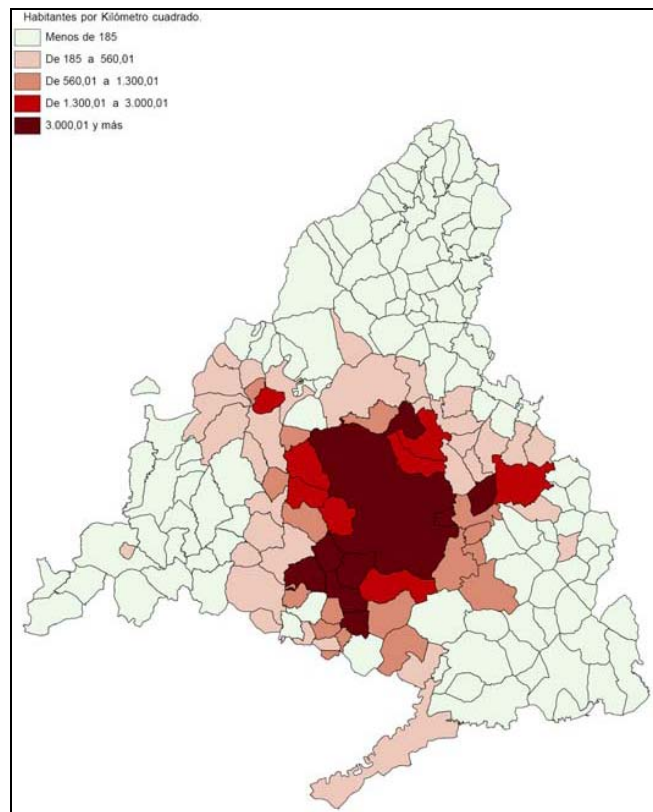 Habitantes por Kilómetro cuadrado.
Menos de 185
De 185 a 560,01
De 560,01 a 1.300,01
De 1.300,01 a 3.000,01
3.000,01 y más